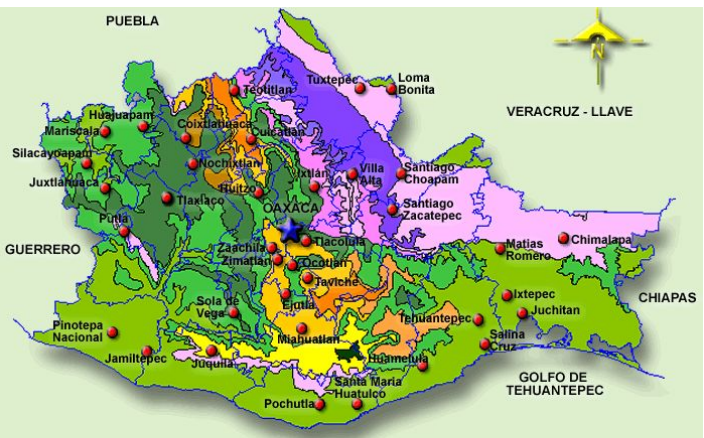 PUEBLA
Tuxtepec
Loma
Bonita
N
VERACRUZ - LLAVE
Teotitlan
Huajuapam
Mariscala
Coixtlahuaca
Cuicatlan
Silacayoapam
Nochixtlan
Ixtlán
Villa
Alta
Santiago
Choapam
Juxtlahuaca
Tlaxiaco
Huitzo
OAXACA
Santiago
Zacatepec
Putla
GUERRERO
Zaachila
Tlacolula
Zimatlan
Ocotlan
Matias
Romero
Chimalapa
Taviche
CHIAPAS
Ejutla
Ixtepec
Sola de
Vega
Juchitan
Pinotepa
Nacional
Tehuantepec
Miahuatlan
Salina
Cruz
Jamiltepec
Juquila
Huamelula
GOLFO DE
TEHUANTEPEC
Santa Maria
Huatulco
Pochutla